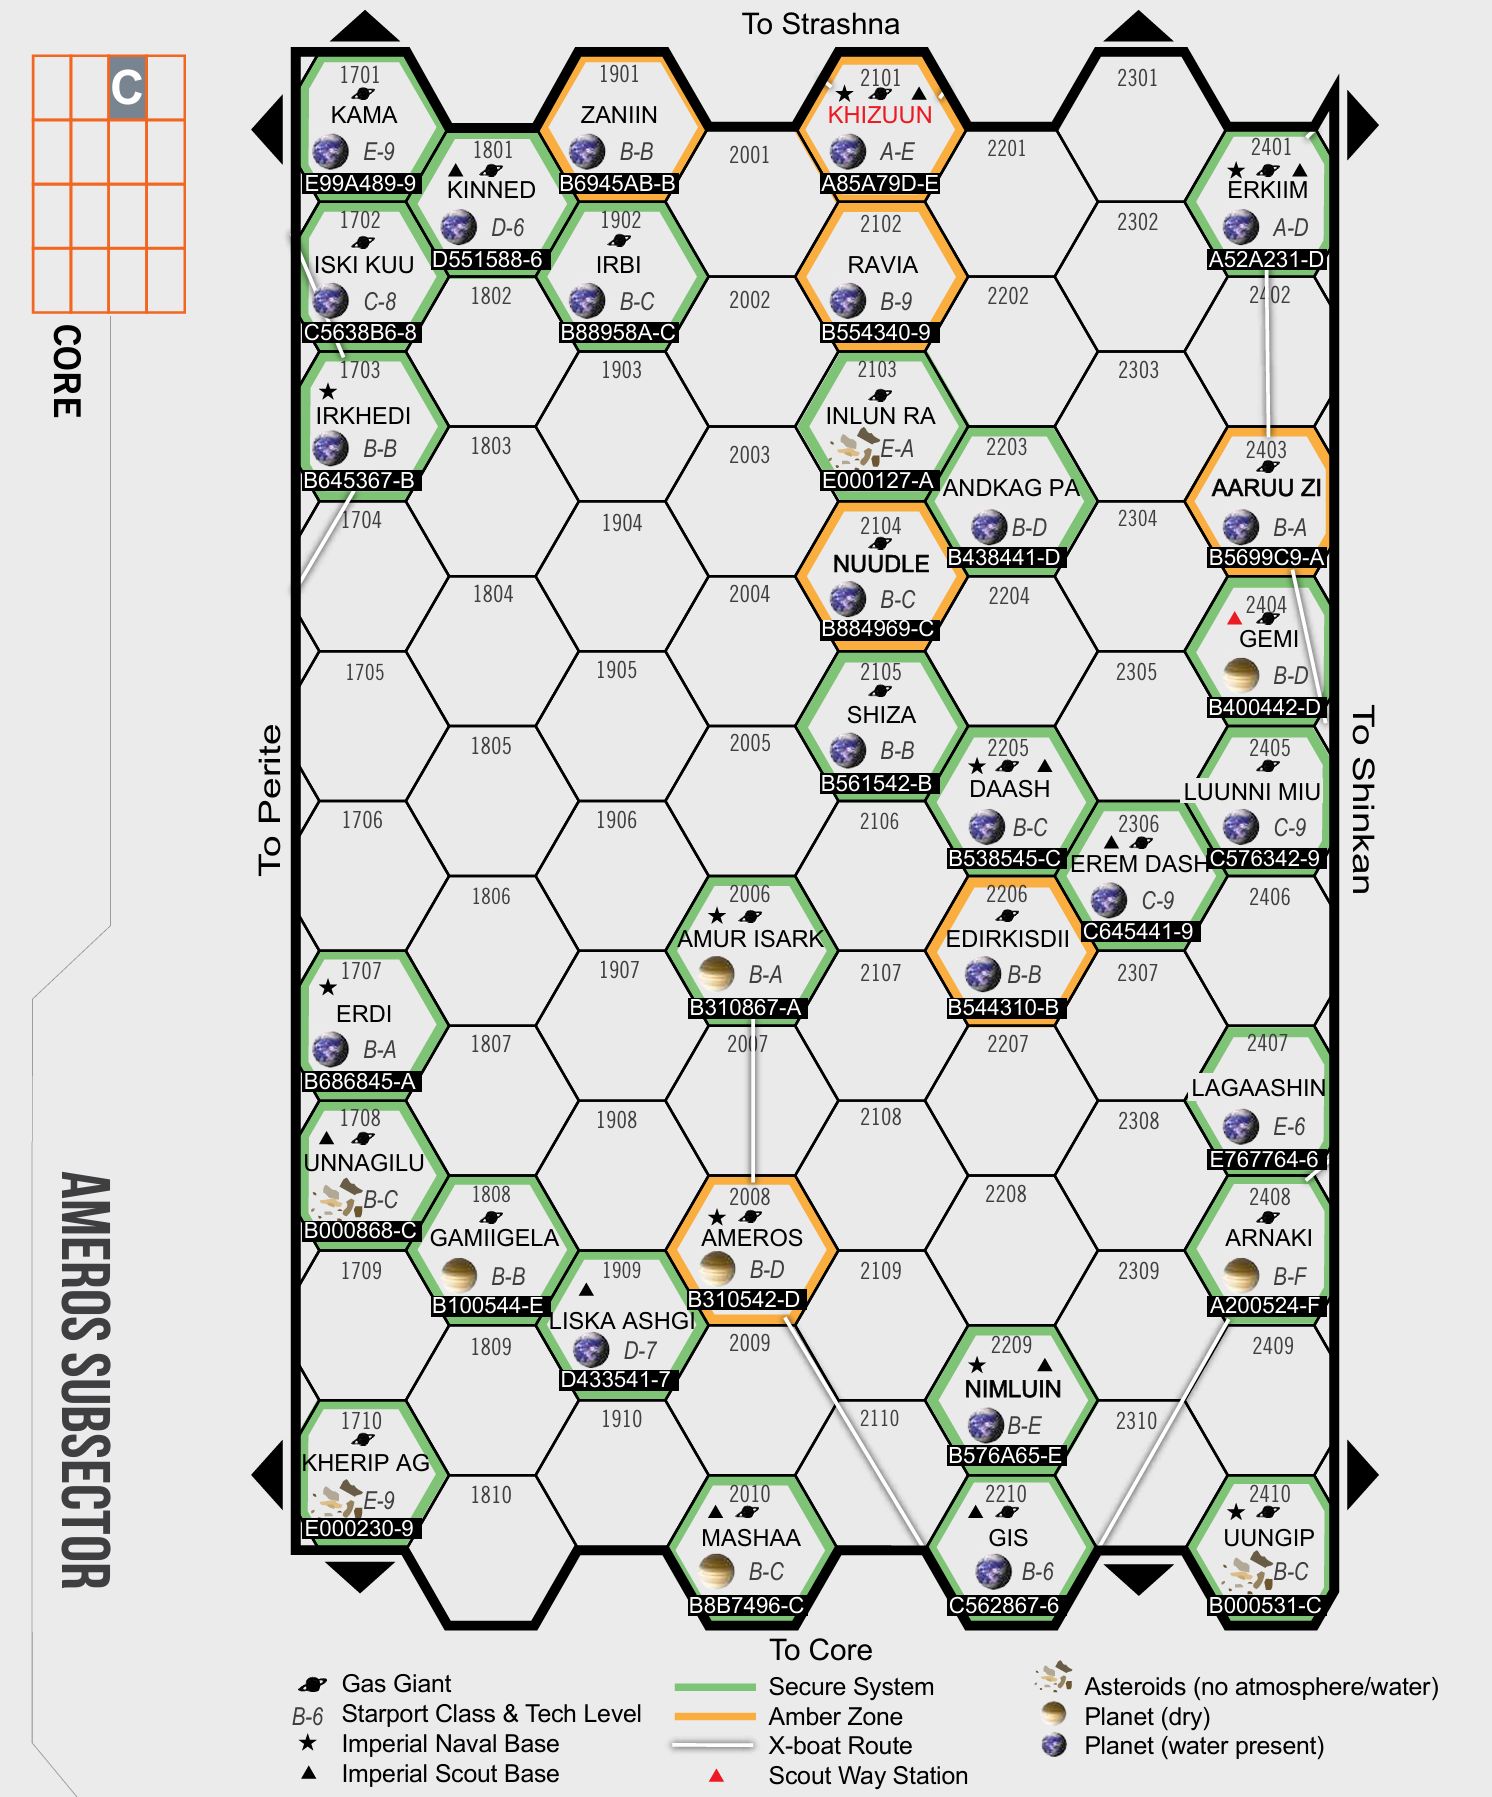 To Strashna
C
CORE
AMEROS SUBSECTOR
To Perite
To Shinkan
1701
KAMA
E-9
E99A489-9
1702
ISKI KUU
C-8
C5638B6-8
1703
IRKHEDI
B-B
B645367-B
1704
1705
1706
1707
ERDI
B-A
B686845-A
1708
UNNAGILU
B-C
B000868-C
1709
1710
KHERIP AG
E-9
E000230-9
1801
KINNED
D-6
D551588-6
1802
1803
1804
1805
1806
1807
1808
GAMIIGELA
B-B
B100544-E
1809
1810
1901
ZANIIN
B-B
B6945AB-B
1902
IRBI
B-C
B88958A-C
1903
1904
1905
1906
1907
1908
1909
LISKA ASHGI
D-7
D433541-7
1910
2001
2002
2003
2004
2005
2006
AMUR ISARK
B-A
B310867-A
2007
2008
AMEROS
B-D
B310542-D
2009
2010
MASHAA
B-C
B8B7496-C
2101
KHIZUUN
A-E
A85A79D-E
2102
RAVIA
B-9
B554340-9
2103
INLUN RA
E-A
E000127-A
2104
NUUDLE
B-C
B884969-C
2105
SHIZA
B-B
B561542-B
2106
2107
2108
2109
2110
2201
2202
2203
ANDKAG PA
B-D
B438441-D
2204
2205
DAASH
B-C
B538545-C
2206
EDIRKISDII
B-B
B544310-B
2207
2208
2209
NIMLUIN
B-E
B576A65-E
2210
GIS
B-6
C562867-6
2301
2302
2303
2304
2305
2306
EREM DASH
C-9
C645441-9
2307
2308
2309
2310
2401
ERKIIM
A-D
A52A231-D
2402
2403
AARUU ZI
B-A
B5699C9-A
2404
GEMI
B-D
B400442-D
2405
LUUNNI MIU
C-9
C576342-9
2406
2407
LAGAASHIN
E-6
E767764-6
2408
ARNAKI
B-F
A200524-F
2409
2410
UUNGIP
B-C
B000531-C
To Core
Gas Giant
B-6 Starport Class & Tech Level
Imperial Naval Base
Imperial Scout Base
Secure System
Amber Zone
X-boat Route
Scout Way Station
Asteroids (no atmosphere/water)
Planet (dry)
Planet (water present)